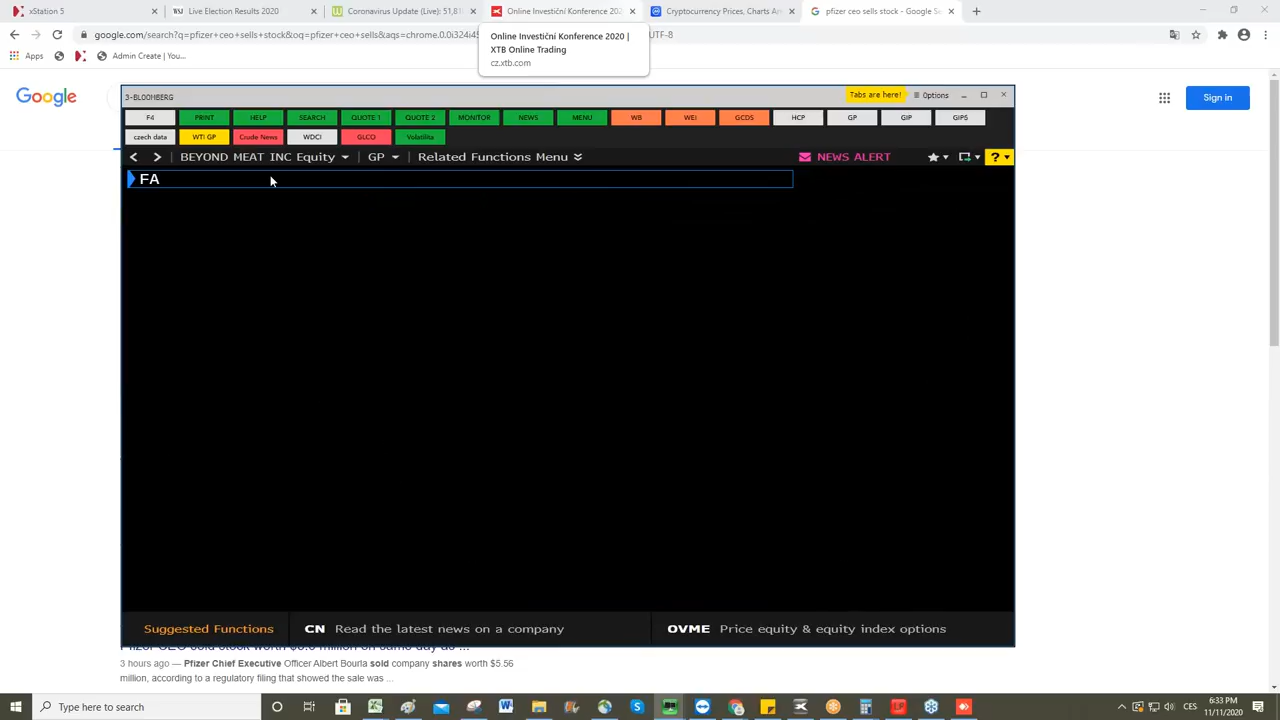 xStation 5
Live Election Results 2020
Coronavirus Update (Live): 51,81
Online Investiční Konference 202
Cryptocurrency Prices, Charts An
pfizer ceo sells stock - Google Se
google.com/search?q=pfizer+ceo+sells+stock&oq=pfizer+ceo+sells+stock&aqs=chrome.0.0i324i45
UTF-8
Online Investiční Konference 2020 |
XTB Online Trading
cz.xtb.com
Apps
Admin Create | You...
Google
Sign in
3-BLOOMBERG
Tabs are here!
Options
F4 PRINT HELP SEARCH QUOTE 1 QUOTE 2 MONITOR NEWS MENU WB WEI GCDS HCP GP GIP GIPS
czech data WTI GP Crude News WDCI GLCO Volatilita
BEYOND MEAT INC Equity GP Related Functions Menu NEWS ALERT
FA
Suggested Functions CN Read the latest news on a company OVME Price equity & equity index options
3 hours ago — Pfizer Chief Executive Officer Albert Bourla sold company shares worth $5.56
million, according to a regulatory filing that showed the sale was ...
Type here to search
CES
6:33 PM
11/11/2020